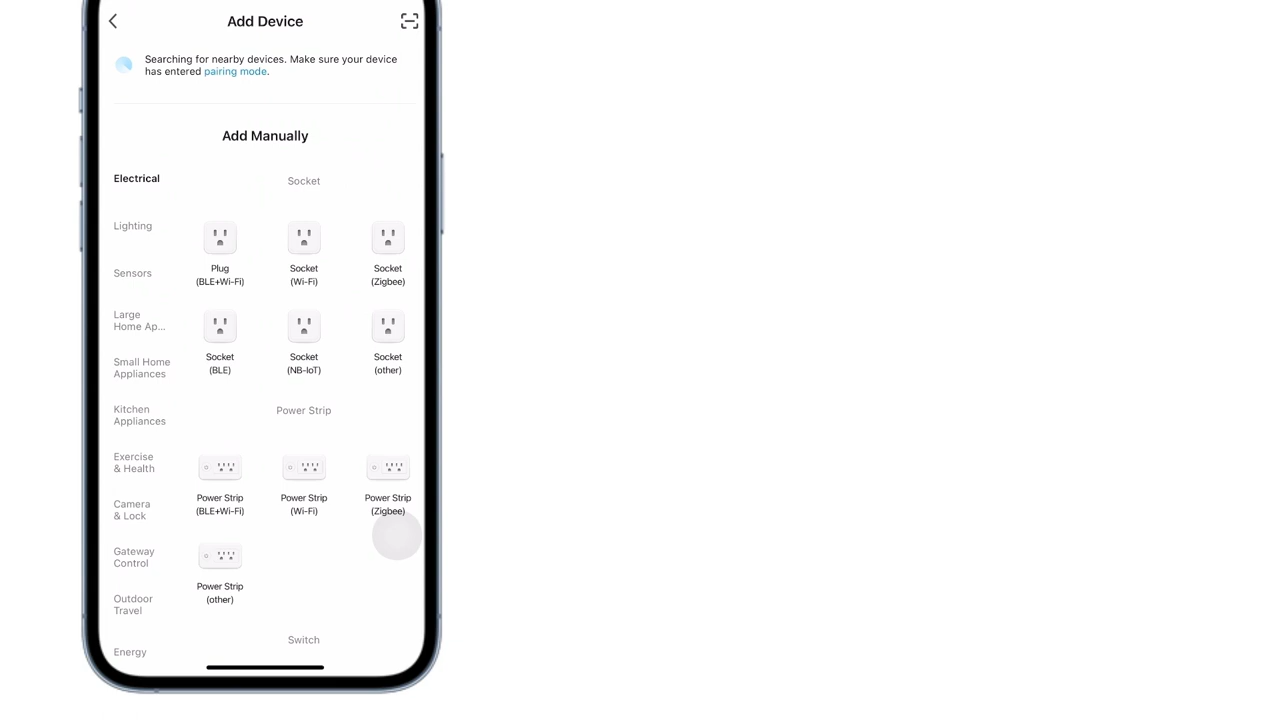 Add Device
Searching for nearby devices. Make sure your device
has entered pairing mode.
Add Manually
Electrical
Socket
Lighting
Sensors
Large
Home Ap...
Small Home
Appliances
Kitchen
Appliances
Exercise
& Health
Camera
& Lock
Gateway
Control
Outdoor
Travel
Energy
Plug
(BLE+Wi-Fi)
Socket
(Wi-Fi)
Socket
(Zigbee)
Socket
(BLE)
Socket
(NB-IoT)
Socket
(other)
Power Strip
Power Strip
(BLE+Wi-Fi)
Power Strip
(Wi-Fi)
Power Strip
(Zigbee)
Power Strip
(other)
Switch